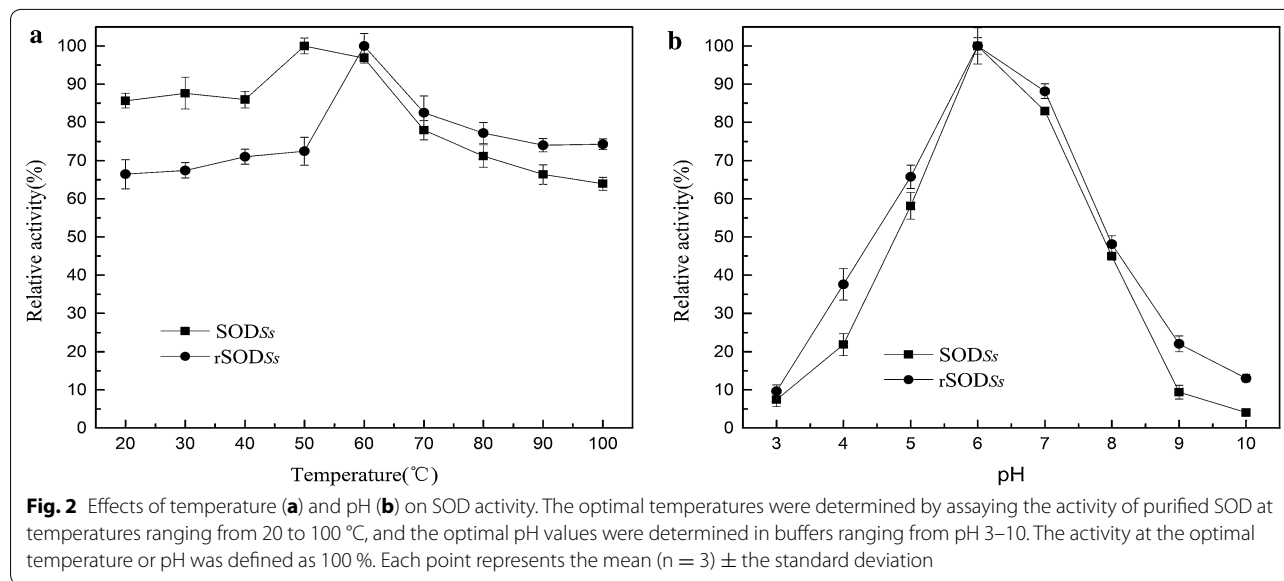 a
100
90
80
70
60
50
40
30
20
10
0
Relative activity(%)
SODSs
rSODSs
20 30 40 50 60 70 80 90 100
Temperature(℃)
b
100
90
80
70
60
50
40
30
20
10
0
Relative activity(%)
SODSs
rSODSs
3 4 5 6 7 8 9 10
pH
Fig. 2 Effects of temperature (a) and pH (b) on SOD activity. The optimal temperatures were determined by assaying the activity of purified SOD at
temperatures ranging from 20 to 100 °C, and the optimal pH values were determined in buffers ranging from pH 3–10. The activity at the optimal
temperature or pH was defined as 100 %. Each point represents the mean (n = 3) ± the standard deviation